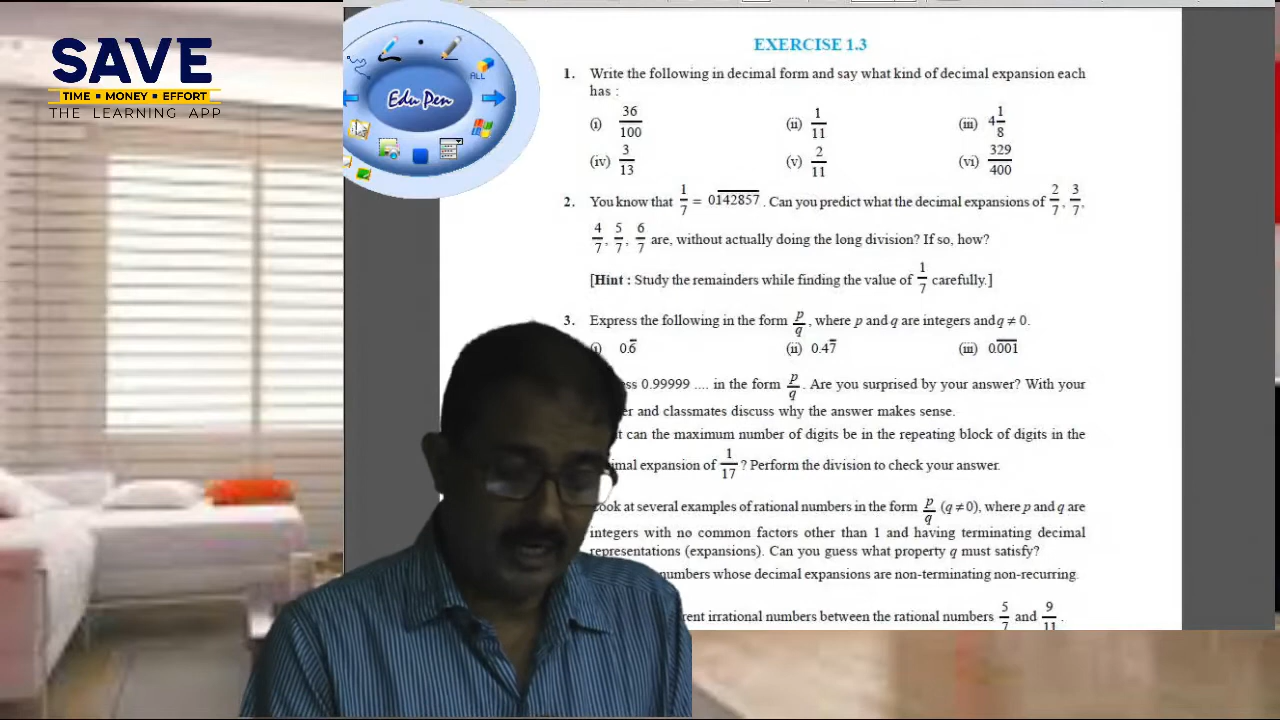 SAVE
TIME ▪ MONEY ▪ EFFORT
THE LEARNING APP
ALL
Edu Pen
EXERCISE 1.3
1. Write the following in decimal form and say what kind of decimal expansion each
has :
(i) 36/100 (ii) 1/11 (iii) 4 1/8
(iv) 3/13 (v) 2/11 (vi) 329/400
2. You know that 1/7 = 0142857. Can you predict what the decimal expansions of 2/7, 3/7,
4/7, 5/7, 6/7 are, without actually doing the long division? If so, how?
[Hint : Study the remainders while finding the value of 1/7 carefully.]
3. Express the following in the form p/q, where p and q are integers and q ≠ 0.
(i) 0.6̅ (ii) 0.47̅ (iii) 0.0̅0̅1̅
0.99999 .... in the form p/q. Are you surprised by your answer? With your
and classmates discuss why the answer makes sense.
can the maximum number of digits be in the repeating block of digits in the
expansion of 1/17? Perform the division to check your answer.
Look at several examples of rational numbers in the form p/q (q ≠ 0), where p and q are
integers with no common factors other than 1 and having terminating decimal
representations (expansions). Can you guess what property q must satisfy?
numbers whose decimal expansions are non-terminating non-recurring.
irrational numbers between the rational numbers 5/7 and 9/11.